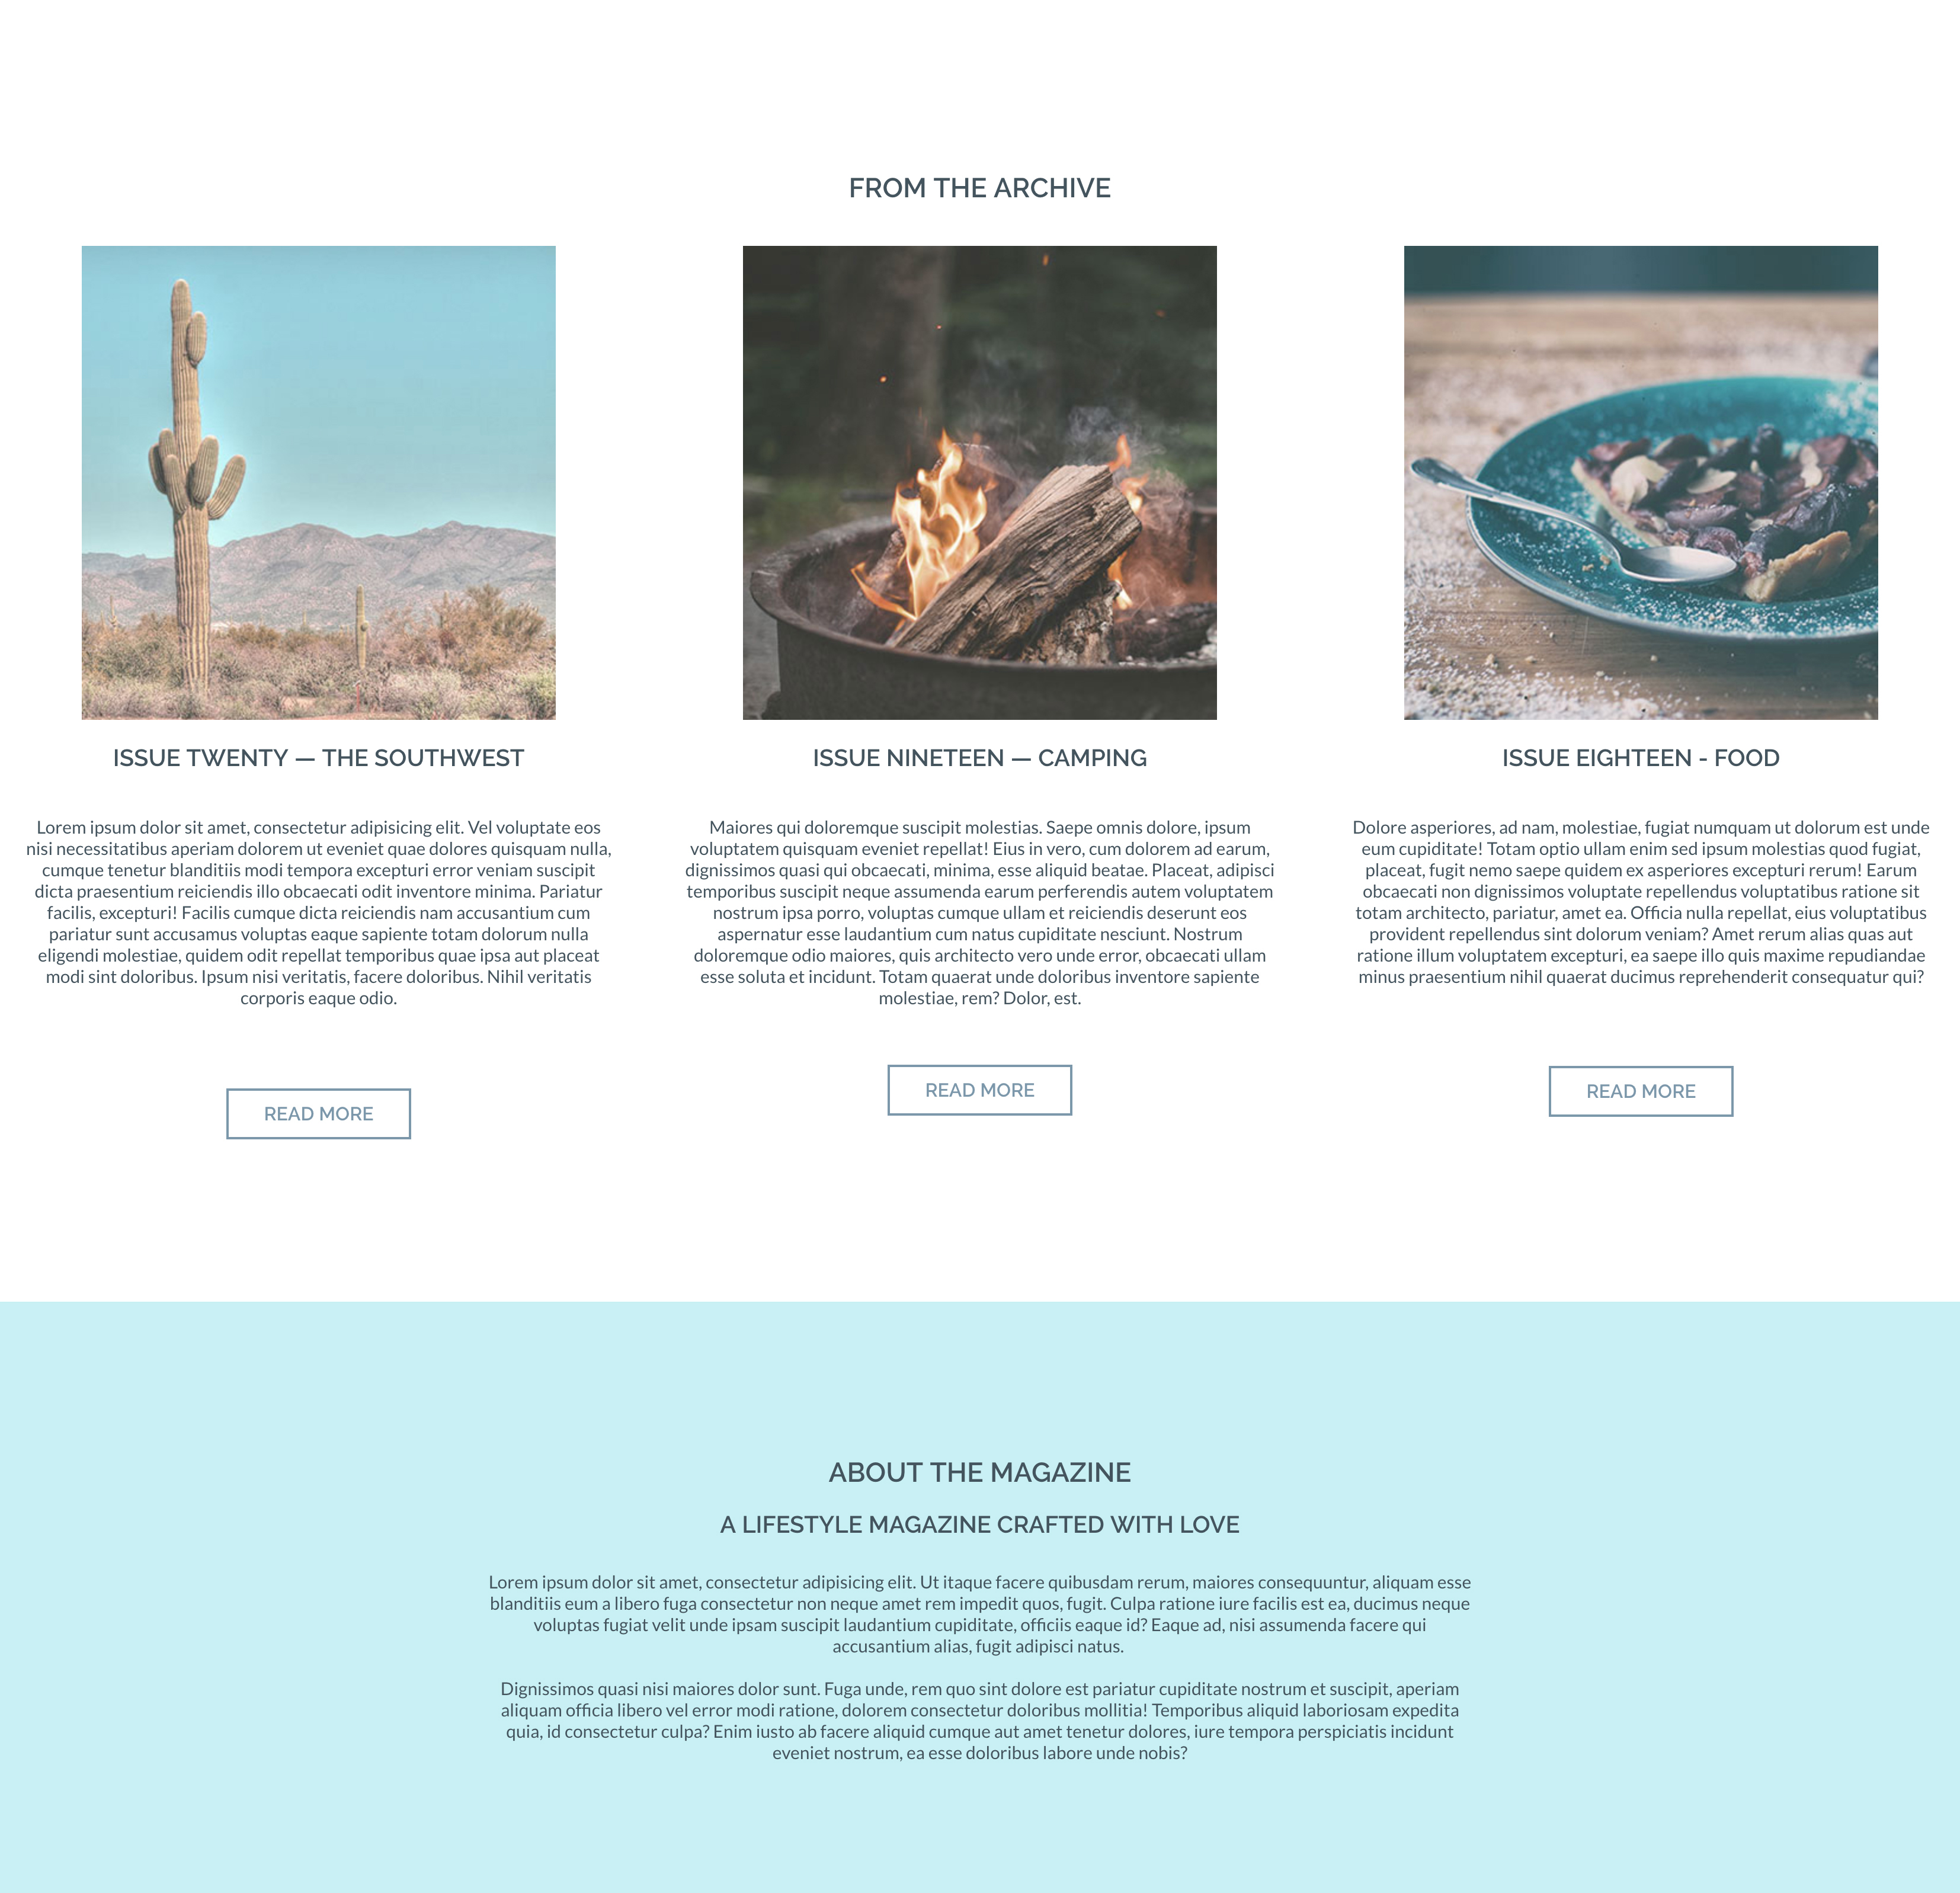 FROM THE ARCHIVE
ISSUE TWENTY — THE SOUTHWEST
Lorem ipsum dolor sit amet, consectetur adipisicing elit. Vel voluptate eos
nisi necessitatibus aperiam dolorem ut eveniet quae dolores quisquam nulla,
cumque tenetur blanditiis modi tempora excepturi error veniam suscipit
dicta praesentium reiciendis illo obcaecati odit inventore minima. Pariatur
facilis, excepturi! Facilis cumque dicta reiciendis nam accusantium cum
pariatur sunt accusamus voluptas eaque sapiente totam dolorum nulla
eligendi molestiae, quidem odit repellat temporibus quae ipsa aut placeat
modi sint doloribus. Ipsum nisi veritatis, facere doloribus. Nihil veritatis
corporis eaque odio.
READ MORE
ISSUE NINETEEN — CAMPING
Maiores qui doloremque suscipit molestias. Saepe omnis dolore, ipsum
voluptatem quisquam eveniet repellat! Eius in vero, cum dolorem ad earum,
dignissimos quasi qui obcaecati, minima, esse aliquid beatae. Placeat, adipisci
temporibus suscipit neque assumenda earum perferendis autem voluptatem
nostrum ipsa porro, voluptas cumque ullam et reiciendis deserunt eos
aspernatur esse laudantium cum natus cupiditate nesciunt. Nostrum
doloremque odio maiores, quis architecto vero unde error, obcaecati ullam
esse soluta et incidunt. Totam quaerat unde doloribus inventore sapiente
molestiae, rem? Dolor, est.
READ MORE
ISSUE EIGHTEEN - FOOD
Dolore asperiores, ad nam, molestiae, fugiat numquam ut dolorum est unde
eum cupiditate! Totam optio ullam enim sed ipsum molestias quod fugiat,
placeat, fugit nemo saepe quidem ex asperiores excepturi rerum! Earum
obcaecati non dignissimos voluptate repellendus voluptatibus ratione sit
totam architecto, pariatur, amet ea. Officia nulla repellat, eius voluptatibus
provident repellendus sint dolorum veniam? Amet rerum alias quas aut
ratione illum voluptatem excepturi, ea saepe illo quis maxime repudiandae
minus praesentium nihil quaerat ducimus reprehenderit consequatur qui?
READ MORE
ABOUT THE MAGAZINE
A LIFESTYLE MAGAZINE CRAFTED WITH LOVE
Lorem ipsum dolor sit amet, consectetur adipisicing elit. Ut itaque facere quibusdam rerum, maiores consequuntur, aliquam esse
blanditiis eum a libero fuga consectetur non neque amet rem impedit quos, fugit. Culpa ratione iure facilis est ea, ducimus neque
voluptas fugiat velit unde ipsam suscipit laudantium cupiditate, officiis eaque id? Eaque ad, nisi assumenda facere qui
accusantium alias, fugit adipisci natus.
Dignissimos quasi nisi maiores dolor sunt. Fuga unde, rem quo sint dolore est pariatur cupiditate nostrum et suscipit, aperiam
aliquam officia libero vel error modi ratione, dolorem consectetur doloribus mollitia! Temporibus aliquid laboriosam expedita
quia, id consectetur culpa? Enim iusto ab facere aliquid cumque aut amet tenetur dolores, iure tempora perspiciatis incidunt
eveniet nostrum, ea esse doloribus labore unde nobis?